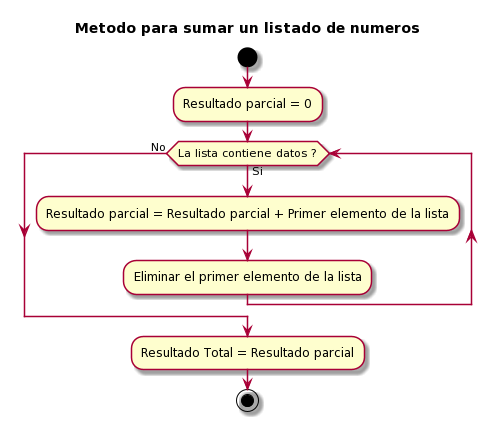 Metodo para sumar un listado de numeros
Resultado parcial = 0
No
La lista contiene datos ?
Si
Resultado parcial = Resultado parcial + Primer elemento de la lista
Eliminar el primer elemento de la lista
Resultado Total = Resultado parcial